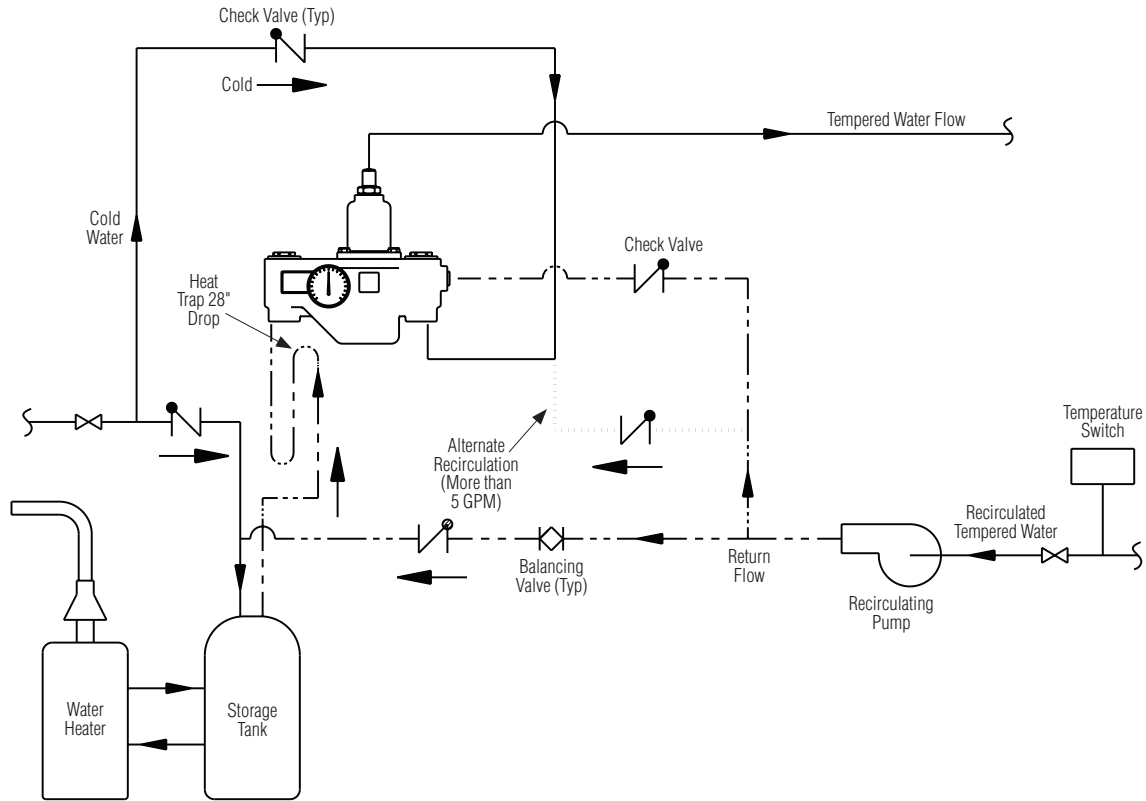 Check Valve (Typ)
Cold
Tempered Water Flow
Cold
Water
Check Valve
Heat
Trap 28"
Drop
Temperature
Switch
Alternate
Recirculation
(More than
5 GPM)
Recirculated
Tempered Water
Balancing
Valve (Typ)
Return
Flow
Recirculating
Pump
Water
Heater
Storage
Tank